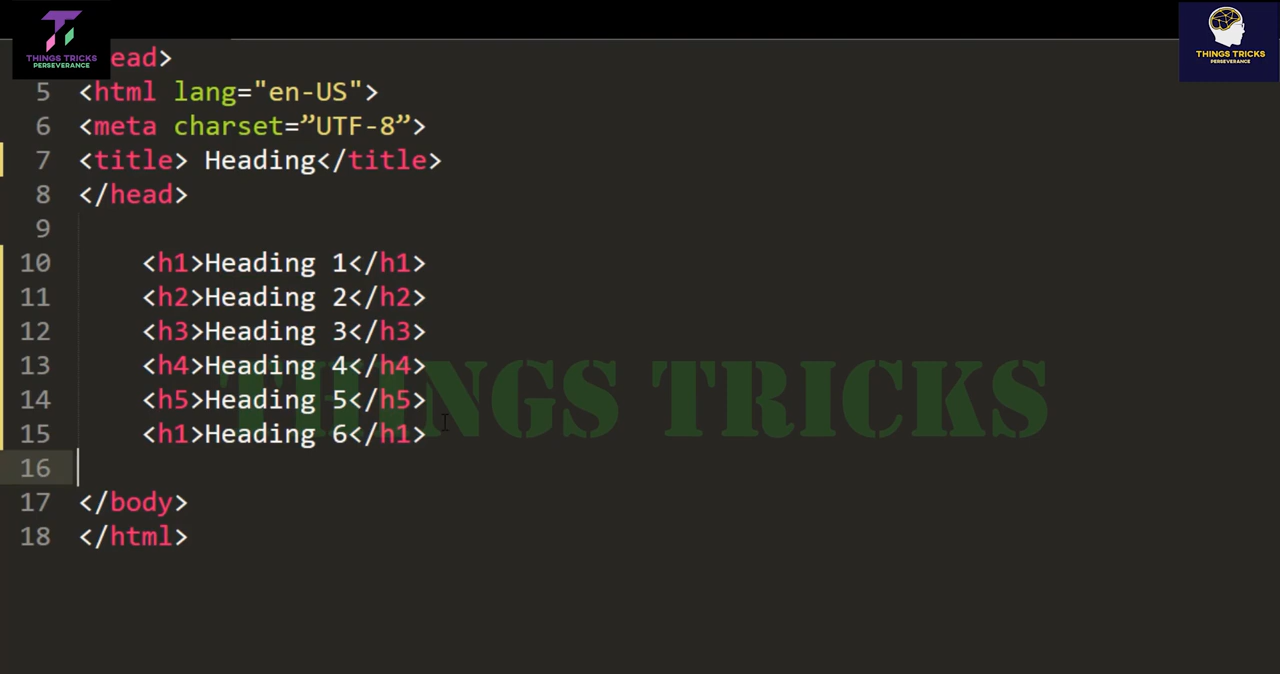 THINGS TRICKS
PERSEVERANCE
THINGS TRICKS
PERSEVERANCE
ead>
5 <html lang="en-US">
6 <meta charset=”UTF-8”>
7 <title> Heading</title>
8 </head>
9
10 <h1>Heading 1</h1>
11 <h2>Heading 2</h2>
12 <h3>Heading 3</h3>
13 <h4>Heading 4</h4>
14 <h5>Heading 5</h5>
15 <h1>Heading 6</h1>
THINGS TRICKS
16
17 </body>
18 </html>